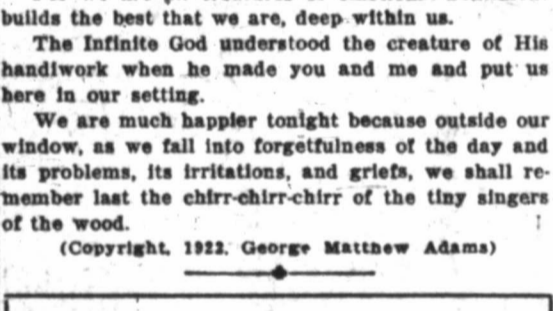 builds the best that we are, deep within us.
The Infinite God understood the creature of His
handiwork when he made you and me and put us
here in our setting.
We are much happier tonight because outside our
window, as we fall into forgetfulness of the day and
its problems, its irritations, and griefs, we shall re-
member last the chirr-chirr-chirr of the tiny singers
of the wood.
(Copyright, 1922, George Matthew Adams)